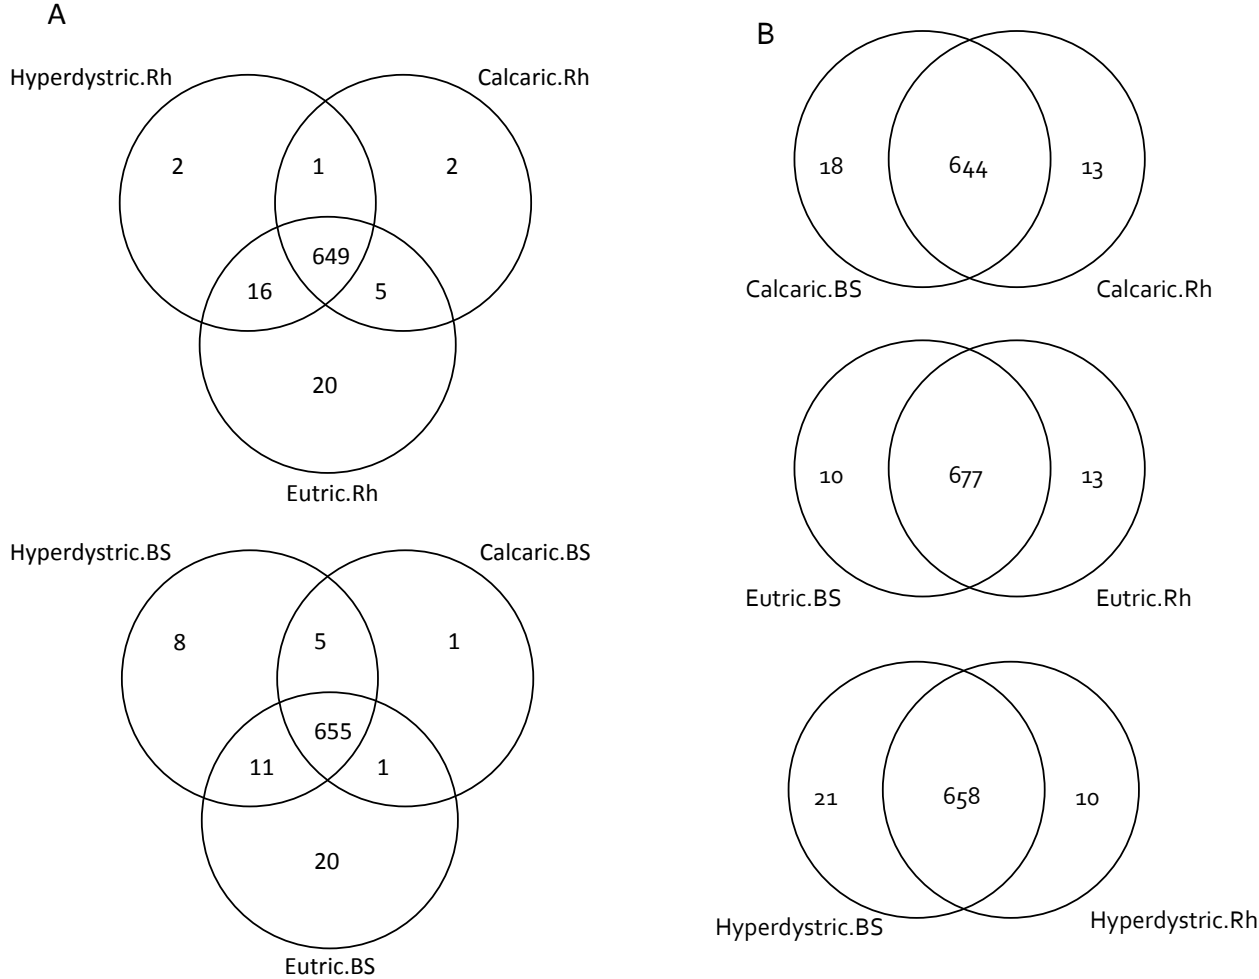 A
Hyperdystric.Rh
Calcaric.Rh
2
1
2
649
16
5
20
Eutric.Rh
Hyperdystric.BS
Calcaric.BS
8
5
1
655
11
1
20
Eutric.BS
B
18
644
13
Calcaric.BS
Calcaric.Rh
10
677
13
Eutric.BS
Eutric.Rh
21
658
10
Hyperdystric.BS
Hyperdystric.Rh